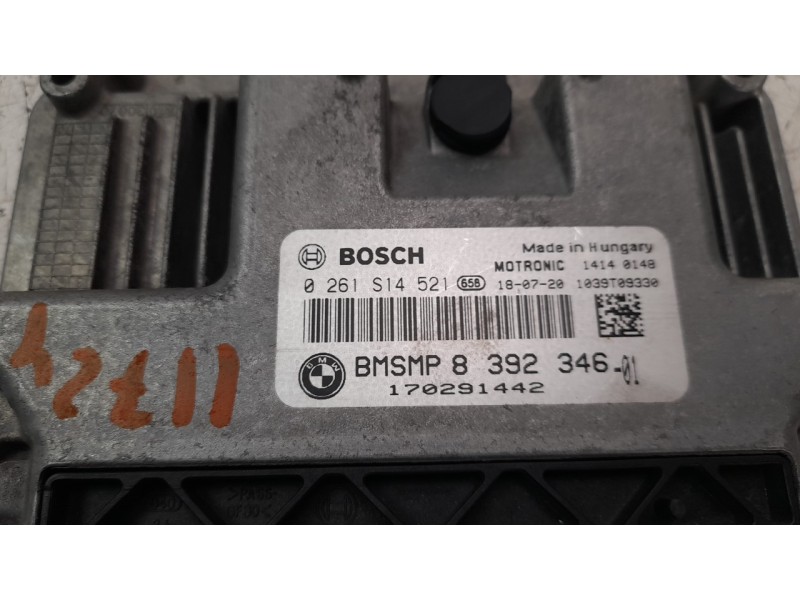 BOSCH
Made in Hungary
MOTRONIC 1414 0148
0 261 S14 521 658 18-07-20 1039T09330
BMW
BMSMP 8 392 346-01
170291442